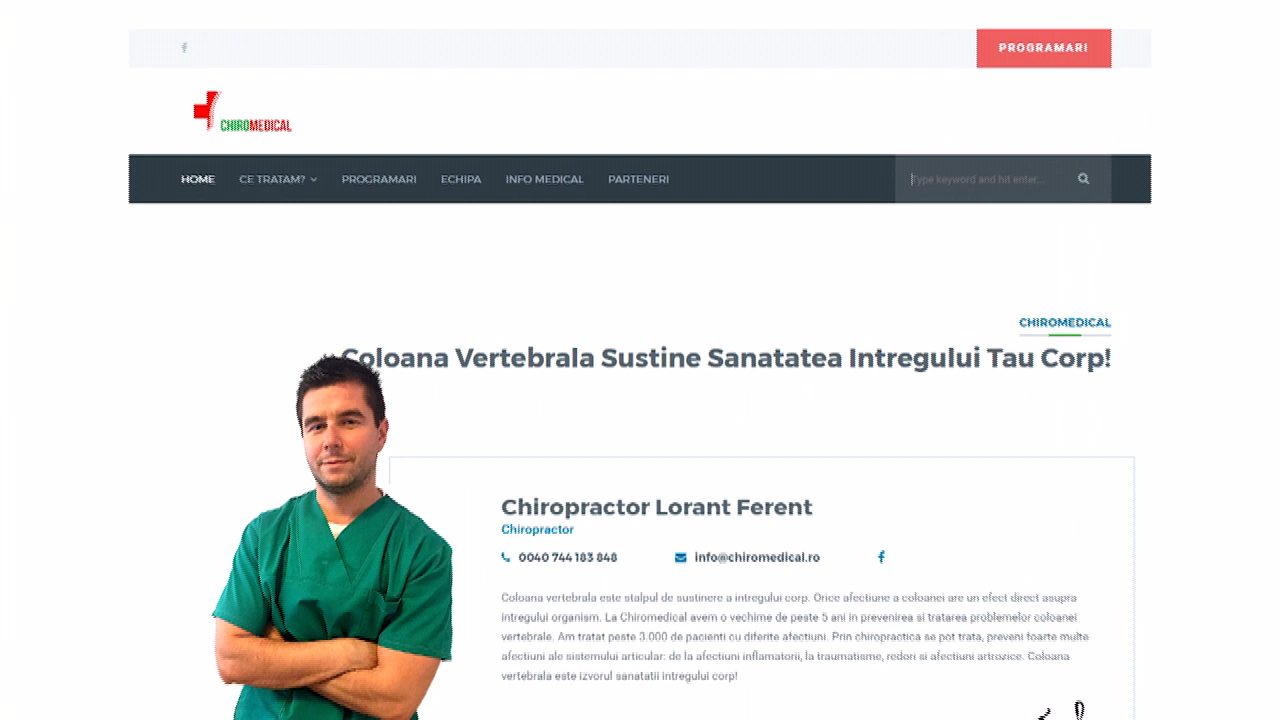 PROGRAMARI
CHIROMEDICAL
HOME CE TRATAM? PROGRAMARI ECHIPA INFO MEDICAL PARTENERI Type keyword and hit enter...
CHIROMEDICAL
Coloana Vertebrala Sustine Sanatatea Intregului Tau Corp!
Chiropractor Lorant Ferent
Chiropractor
0040 744 183 848 info@chiromedical.ro
Coloana vertebrala este stalpul de sustinere a intregului corp. Orice afectiune a coloanei are un efect direct asupra
intregului organism. La Chiromedical avem o vechime de peste 5 ani in prevenirea si tratarea problemelor coloanei
vertebrale. Am tratat peste 3.000 de pacienti cu diferite afectiuni. Prin chiropractica se pot trata, preveni foarte multe
afectiuni ale sistemului articular: de la afectiuni inflamatorii, la traumatisme, redori si afectiuni artrozice. Coloana
vertebrala este izvorul sanatatii intregului corp!